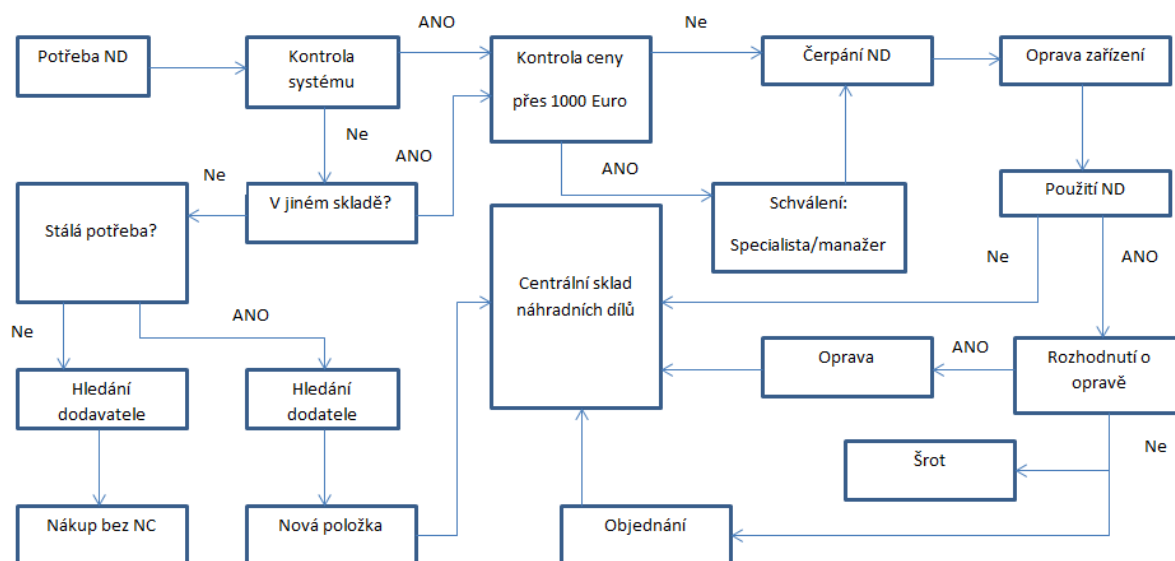 ANO
Ne
Potřeba ND
Kontrola
systému
Kontrola ceny
přes 1000 Euro
Čerpání ND
Oprava zařízení
Ne
ANO
Ne
ANO
V jiném skladě?
Stálá potřeba?
Schválení:
Specialista/manažer
Použití ND
Ne
ANO
Centrální sklad
náhradních dílů
Ne
ANO
Oprava
ANO
Rozhodnutí o
opravě
Hledání
dodavatele
Hledání
dodatele
Ne
Šrot
Nákup bez NC
Nová položka
Objednání